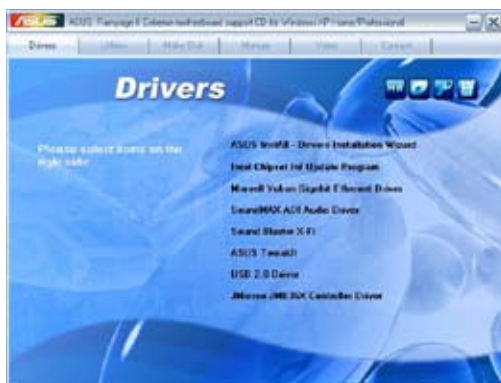 ASUS Rampage II Extreme motherboard support CD for Windows XP Home/Professional
Drivers Utilities Make Disk Manual Video Contact
Drivers
Please select items on the
right side
ASUS InstAll - Drivers Installation Wizard
Intel Chipset Inf Update Program
Marvell Yukon Gigabit Ethernet Driver
SoundMAX ADI Audio Driver
Sound Blaster X-Fi
ASUS TweakIt
USB 2.0 Driver
JMicron JMB36X Controller Driver